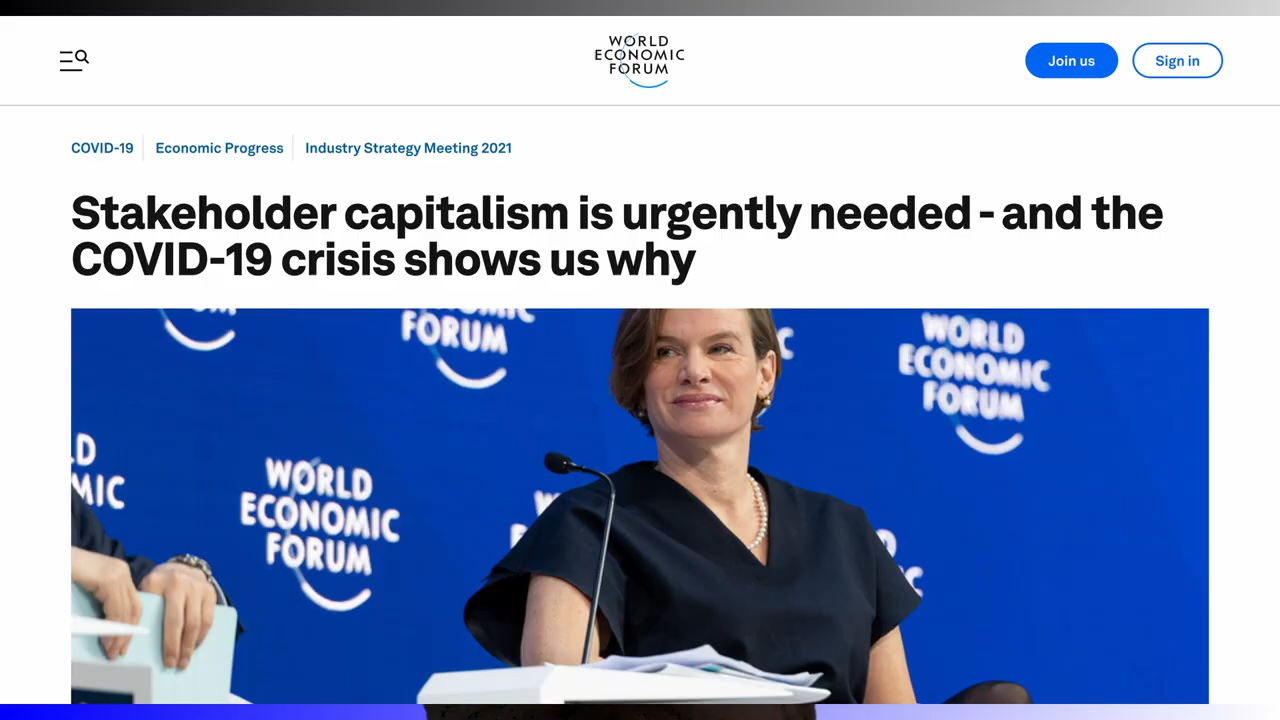 WORLD
ECONOMIC
FORUM
Join us
Sign in
COVID-19
Economic Progress
Industry Strategy Meeting 2021
Stakeholder capitalism is urgently needed - and the
COVID-19 crisis shows us why
FORUM
WORLD
ECONOMIC
FORUM
WORLD
ECONOMIC
FORUM